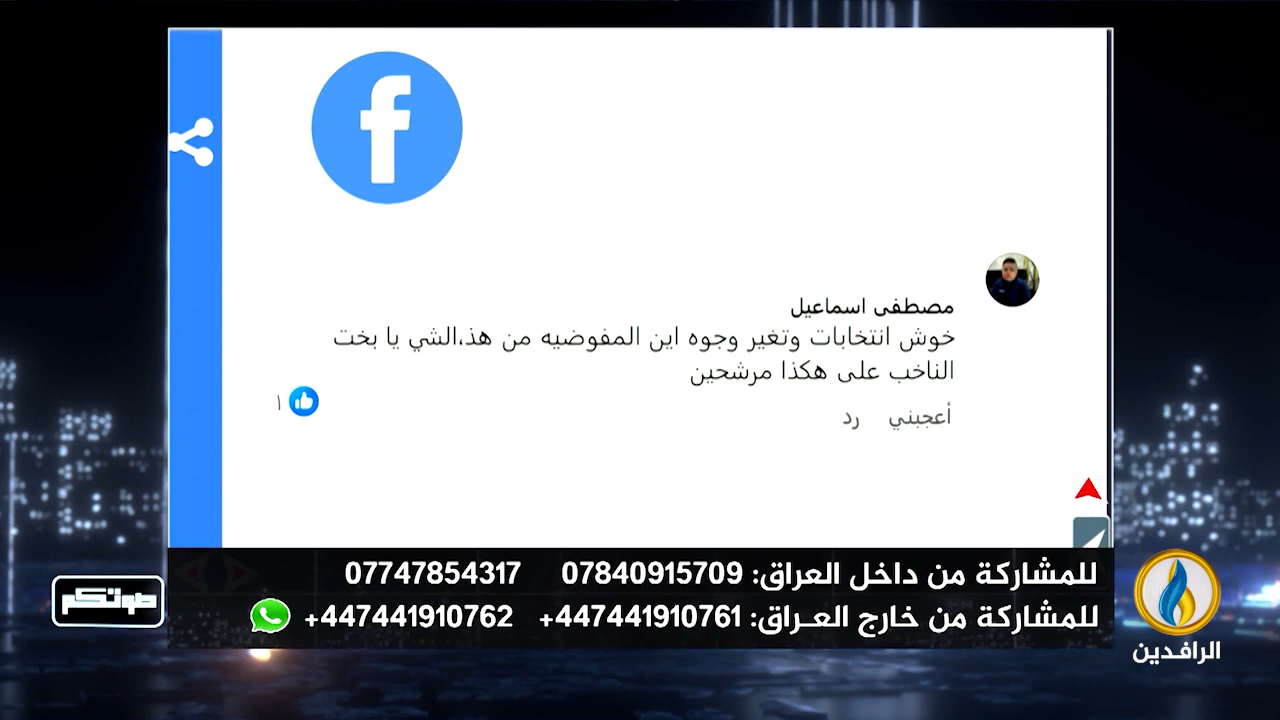 مصطفى اسماعيل
خوش انتخابات وتغير وجوه اين المفوضيه من هذ،الشي يا بخت
الناخب على هكذا مرشحين
١
أعجبني رد
للمشاركة من داخل العراق: 07840915709 07747854317
للمشاركة من خارج العـراق: 447441910761+ 447441910762+
صوتكم
الرافدين